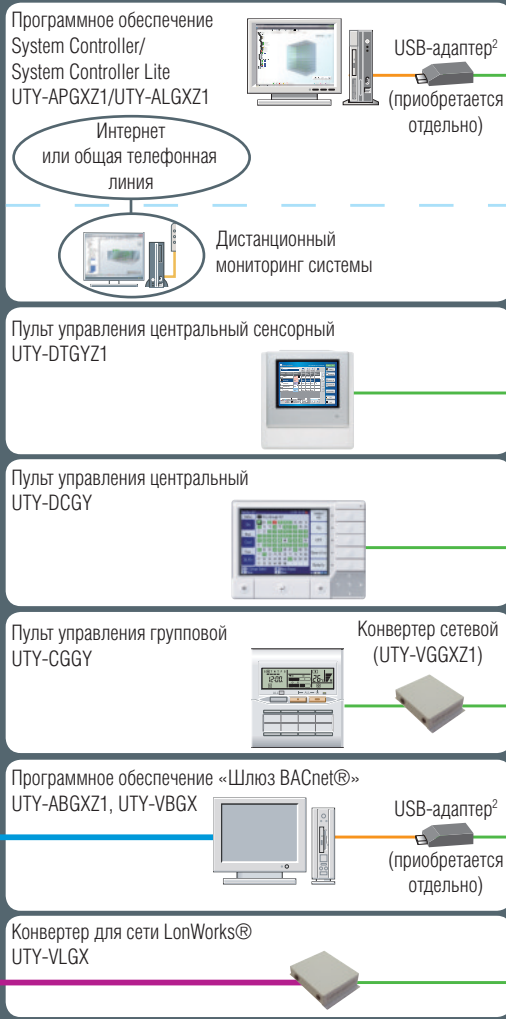 Программное обеспечение
System Controller/
System Controller Lite
UTY-APGXZ1/UTY-ALGXZ1
USB-адаптер2
(приобретается
отдельно)
Интернет
или общая телефонная
линия
Дистанционный
мониторинг системы
Пульт управления центральный сенсорный
UTY-DTGYZ1
Пульт управления центральный
UTY-DCGY
Пульт управления групповой
UTY-CGGY
Конвертер сетевой
(UTY-VGGXZ1)
Программное обеспечение «Шлюз BACnet®»
UTY-ABGXZ1, UTY-VBGX
USB-адаптер2
(приобретается
отдельно)
Конвертер для сети LonWorks®
UTY-VLGX